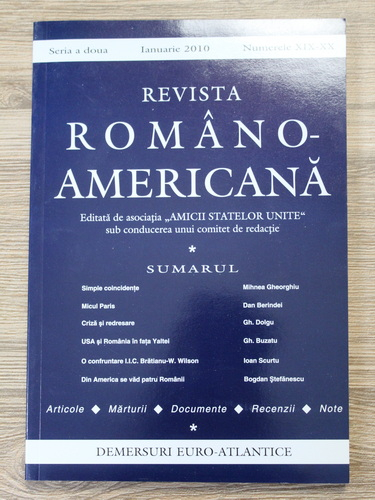 Seria a doua Ianuarie 2010 Numerele XIX-XX
REVISTA
ROMÂNO-
AMERICANĂ
Editată de asociația „AMICII STATELOR UNITE“
sub conducerea unui comitet de redacție
*
SUMARUL
Simple coincidențe Mihnea Gheorghiu
Micul Paris Dan Berindei
Criză și redresare Gh. Dolgu
USA și România în fața Yaltei Gh. Buzatu
O confruntare I.I.C. Brătianu-W. Wilson Ioan Scurtu
Din America se văd patru Românii Bogdan Ștefănescu
Articole ◆ Mărturii ◆ Documente ◆ Recenzii ◆ Note
*
DEMERSURI EURO-ATLANTICE